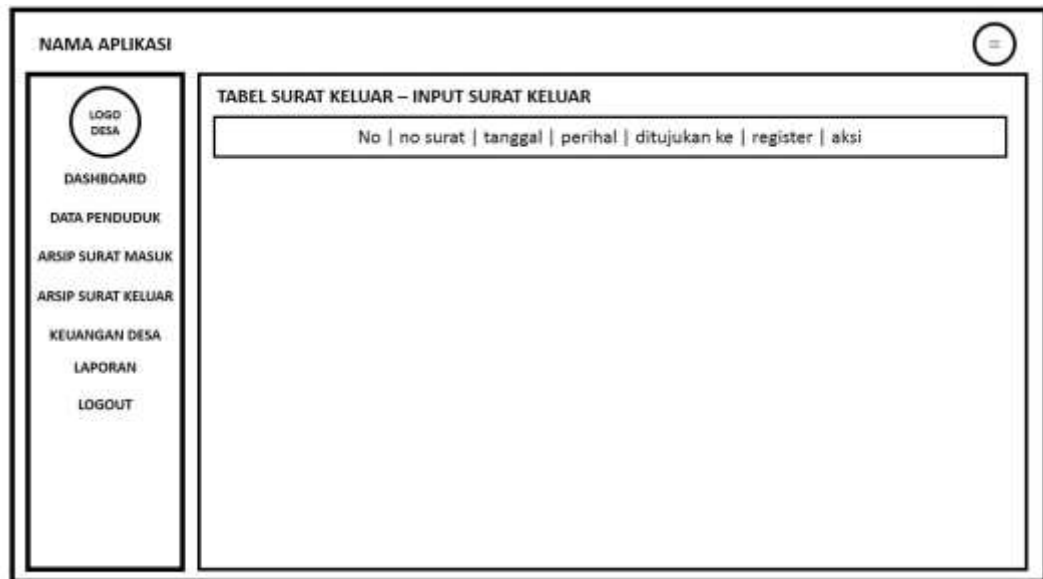 NAMA APLIKASI
=
LOGO
DESA
DASHBOARD
DATA PENDUDUK
ARSIP SURAT MASUK
ARSIP SURAT KELUAR
KEUANGAN DESA
LAPORAN
LOGOUT
TABEL SURAT KELUAR – INPUT SURAT KELUAR
No | no surat | tanggal | perihal | ditujukan ke | register | aksi